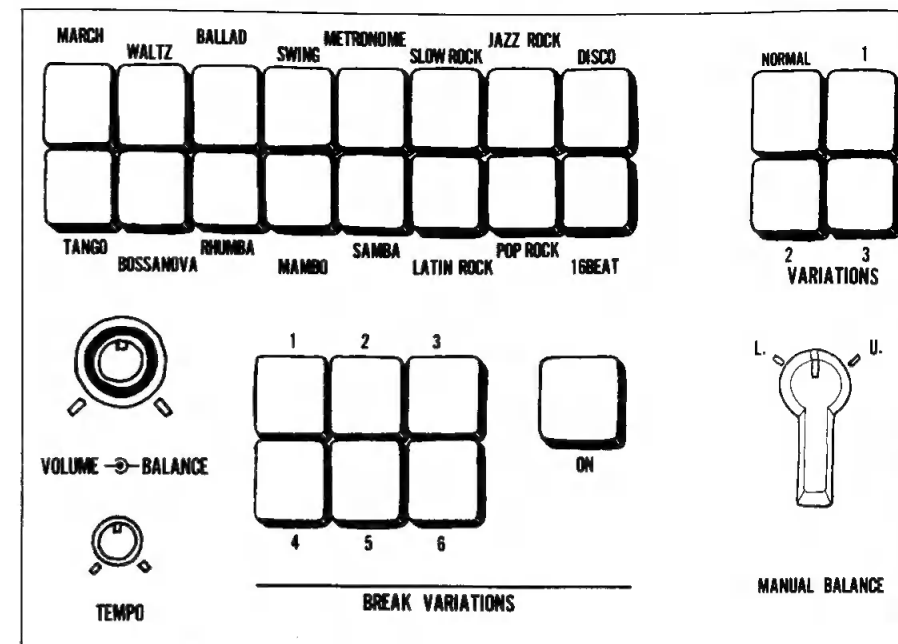 MARCH WALTZ BALLAD SWING METRONOME SLOW ROCK JAZZ ROCK DISCO
NORMAL 1
TANGO BOSSANOVA RHUMBA MAMBO SAMBA LATIN ROCK POP ROCK 16BEAT
2 3
VARIATIONS
1 2 3
L. U.
VOLUME BALANCE
ON
4 5 6
TEMPO
BREAK VARIATIONS
MANUAL BALANCE